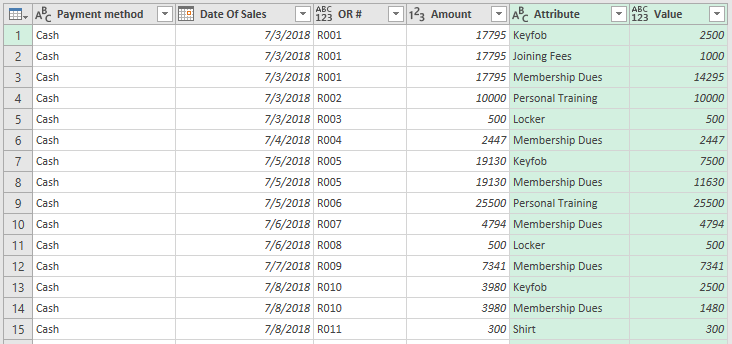 ABC Payment method Date Of Sales ABC123 OR # 123 Amount ABC Attribute ABC123 Value
1 Cash 7/3/2018 R001 17795 Keyfob 2500
2 Cash 7/3/2018 R001 17795 Joining Fees 1000
3 Cash 7/3/2018 R001 17795 Membership Dues 14295
4 Cash 7/3/2018 R002 10000 Personal Training 10000
5 Cash 7/3/2018 R003 500 Locker 500
6 Cash 7/4/2018 R004 2447 Membership Dues 2447
7 Cash 7/5/2018 R005 19130 Keyfob 7500
8 Cash 7/5/2018 R005 19130 Membership Dues 11630
9 Cash 7/5/2018 R006 25500 Personal Training 25500
10 Cash 7/6/2018 R007 4794 Membership Dues 4794
11 Cash 7/6/2018 R008 500 Locker 500
12 Cash 7/7/2018 R009 7341 Membership Dues 7341
13 Cash 7/8/2018 R010 3980 Keyfob 2500
14 Cash 7/8/2018 R010 3980 Membership Dues 1480
15 Cash 7/8/2018 R011 300 Shirt 300